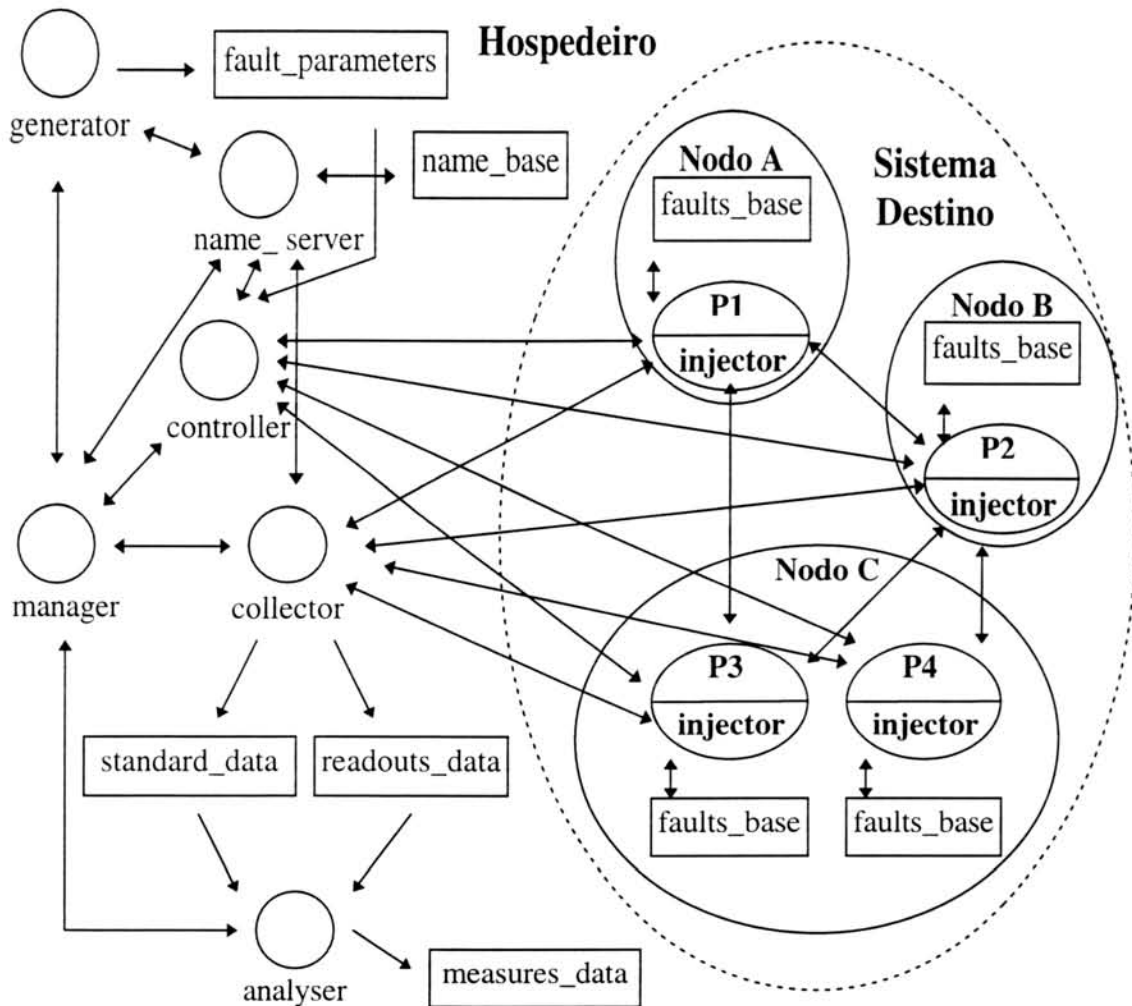 Hospedeiro
fault_parameters
generator
name_base
name_ server
controller
manager
collector
standard_data
readouts_data
analyser
measures_data
Sistema
Destino
Nodo A
faults_base
P1
injector
Nodo B
faults_base
P2
injector
Nodo C
P3
injector
faults_base
P4
injector
faults_base